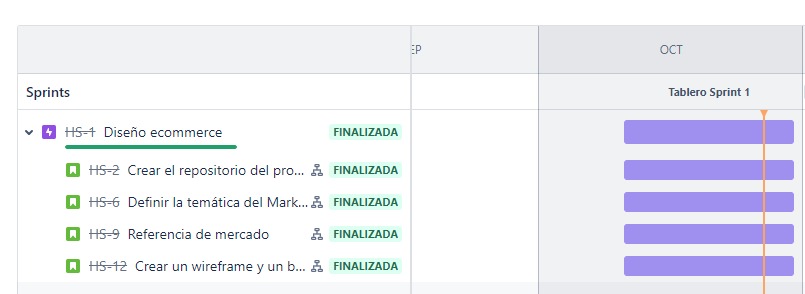 EP OCT
Sprints Tablero Sprint 1
HS-1 Diseño ecommerce FINALIZADA
HS-2 Crear el repositorio del pro... FINALIZADA
HS-6 Definir la temática del Mark... FINALIZADA
HS-9 Referencia de mercado FINALIZADA
HS-12 Crear un wireframe y un b... FINALIZADA